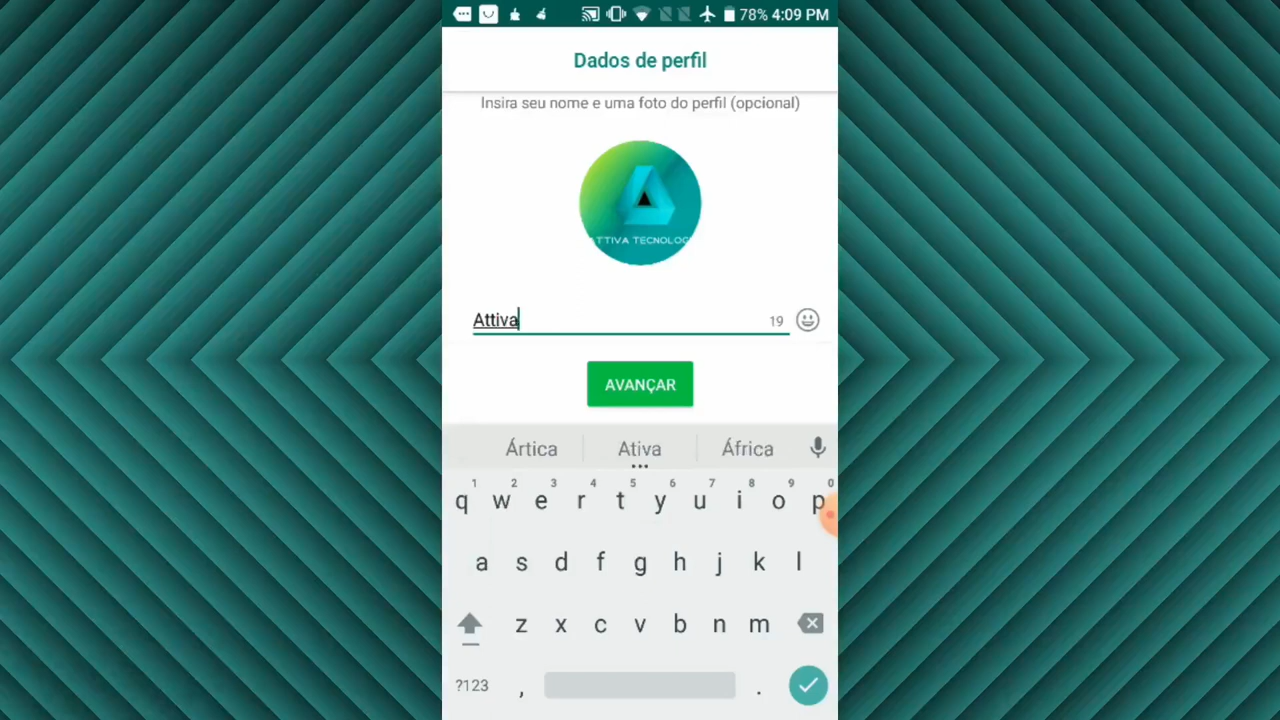 78% 4:09 PM
Dados de perfil
Insira seu nome e uma foto do perfil (opcional)
ATTIVA TECNOLOG
Attiva
19
AVANÇAR
Ártica Ativa África
1 2 3 4 5 6 7 8 9 0
q w e r t y u i o p
a s d f g h j k l
z x c v b n m
?123 , .